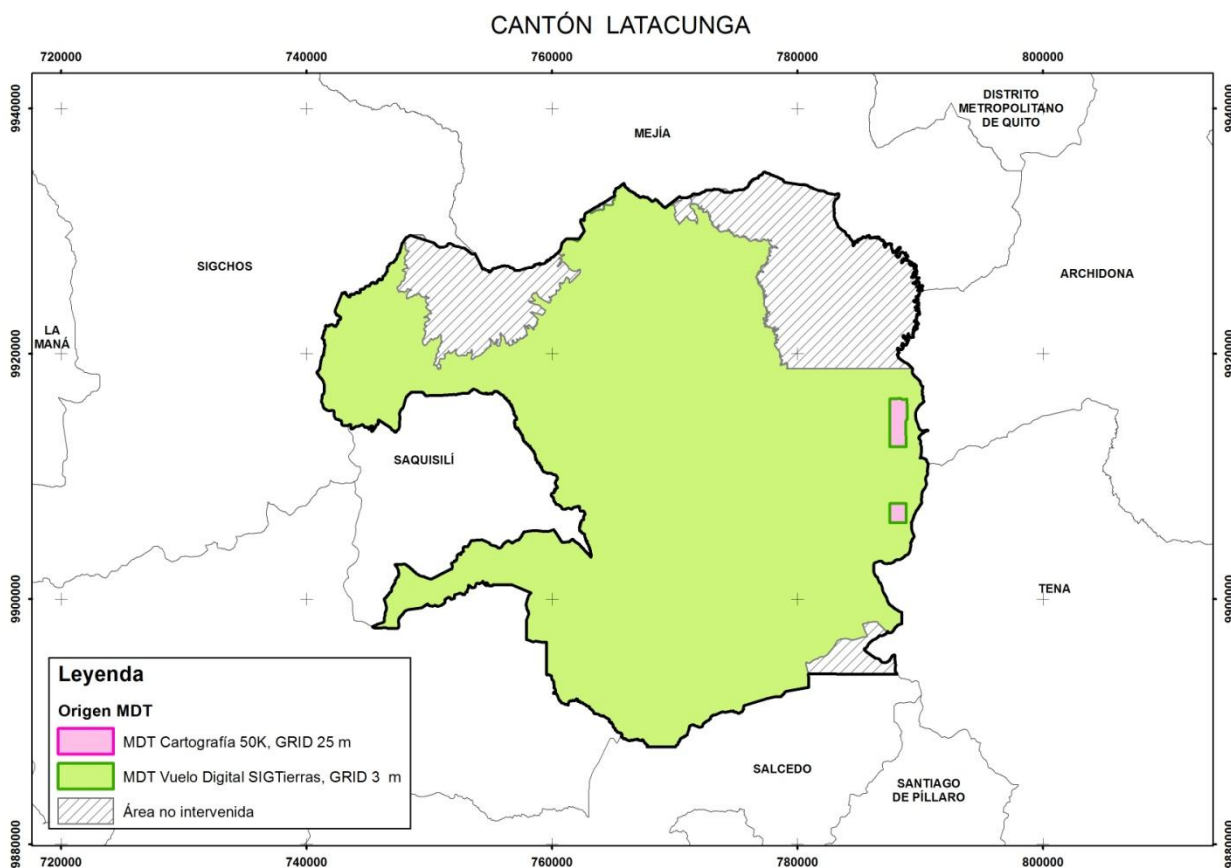 CANTÓN LATACUNGA
720000 740000 760000 780000 800000
9940000
9940000
DISTRITO
METROPOLITANO
DE QUITO
MEJÍA
SIGCHOS
ARCHIDONA
LA
MANÁ
9920000
9920000
SAQUISILÍ
TENA
9900000
9900000
Leyenda
Origen MDT
MDT Cartografía 50K, GRID 25 m
MDT Vuelo Digital SIGTierras, GRID 3 m
Área no intervenida
SALCEDO
SANTIAGO
DE PÍLLARO
9880000
9880000
720000 740000 760000 780000 800000